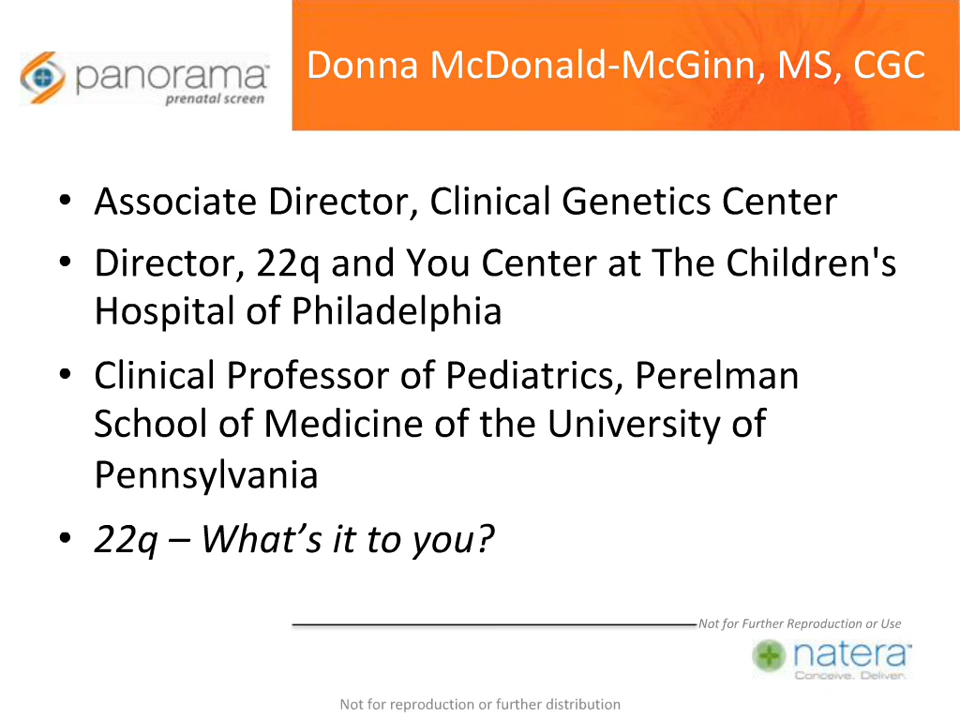 panorama™
prenatal screen
Donna McDonald-McGinn, MS, CGC
• Associate Director, Clinical Genetics Center
• Director, 22q and You Center at The Children's
Hospital of Philadelphia
• Clinical Professor of Pediatrics, Perelman
School of Medicine of the University of
Pennsylvania
• 22q – What’s it to you?
Not for Further Reproduction or Use
natera™
Conceive. Deliver.
Not for reproduction or further distribution